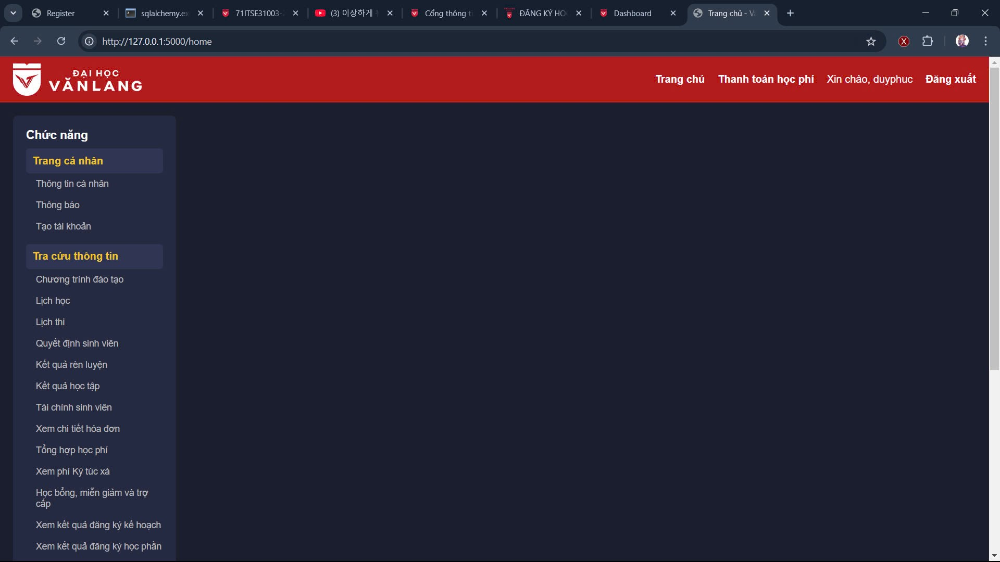 Register
sqlalchemy.ex
71ITSE31003-
(3) 이상하게
Cổng thông t
ĐĂNG KÝ HỌ
Dashboard
Trang chủ - V
http://127.0.0.1:5000/home
X
ĐẠI HỌC
VĂN LANG
Trang chủ
Thanh toán học phí
Xin chào, duyphuc
Đăng xuất
Chức năng
Trang cá nhân
Thông tin cá nhân
Thông báo
Tạo tài khoản
Tra cứu thông tin
Chương trình đào tạo
Lịch học
Lịch thi
Quyết định sinh viên
Kết quả rèn luyện
Kết quả học tập
Tài chính sinh viên
Xem chi tiết hóa đơn
Tổng hợp học phí
Xem phí Ký túc xá
Học bổng, miễn giảm và trợ
cấp
Xem kết quả đăng ký kế hoạch
Xem kết quả đăng ký học phần